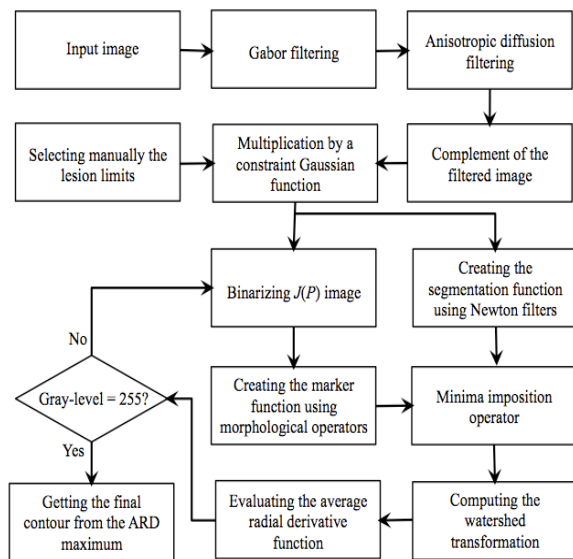 Input image
Gabor filtering
Anisotropic diffusion
filtering
Selecting manually the
lesion limits
Multiplication by a
constraint Gaussian
function
Complement of the
filtered image
Binarizing J(P) image
Creating the
segmentation function
using Newton filters
No
Gray-level = 255?
Creating the marker
function using
morphological operators
Minima imposition
operator
Yes
Getting the final
contour from the ARD
maximum
Evaluating the average
radial derivative
function
Computing the
watershed
transformation